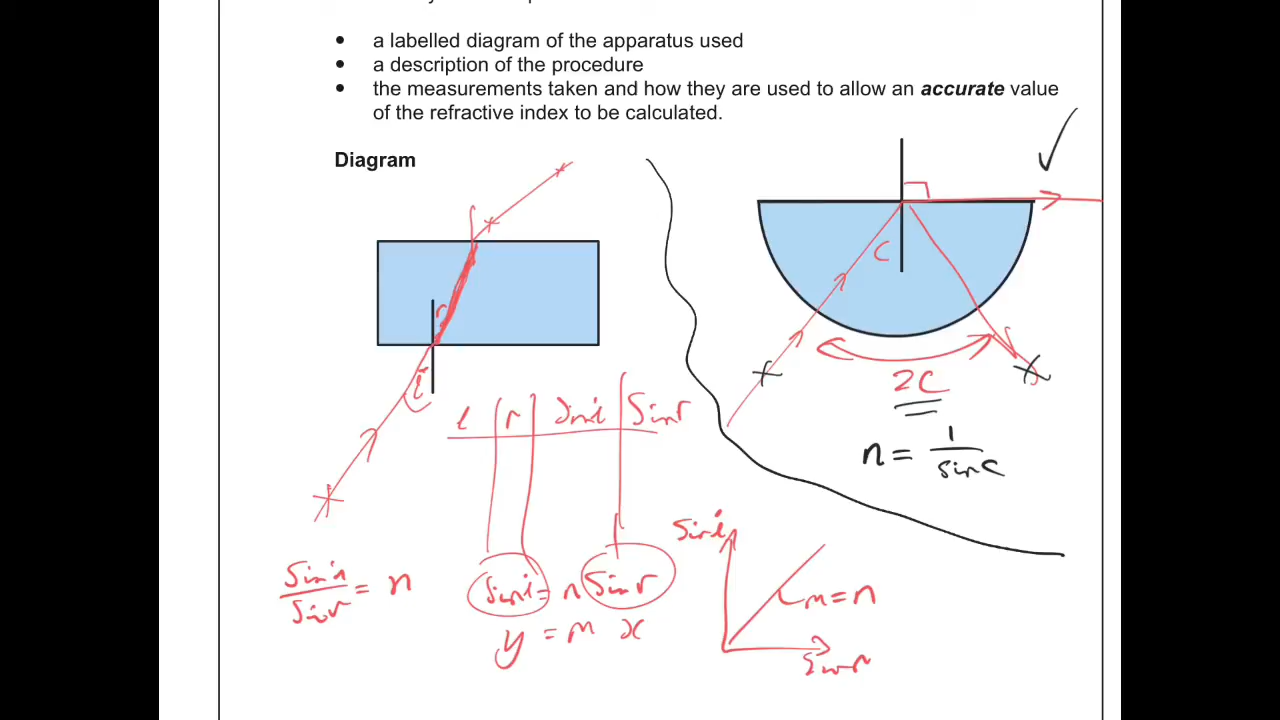 • a labelled diagram of the apparatus used
• a description of the procedure
• the measurements taken and how they are used to allow an accurate value
of the refractive index to be calculated.
Diagram
r
i
C
2C
n = 1/sin C
i r Sin i Sin r
Sin i/Sin r = n
Sin i = n Sin r
y = m x
Sin i
m = n
Sin r